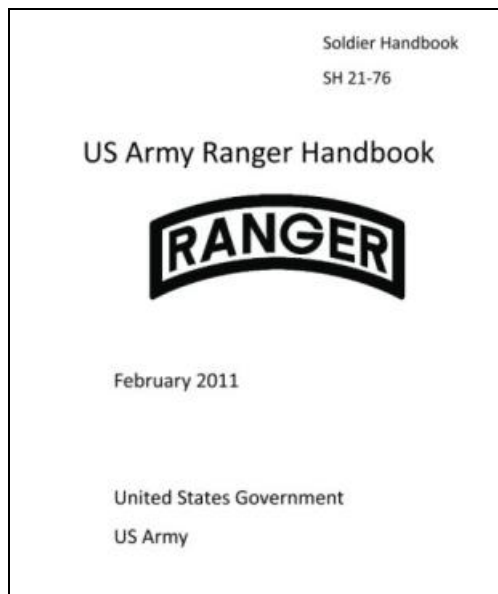 Soldier Handbook
SH 21-76
US Army Ranger Handbook
RANGER
February 2011
United States Government
US Army